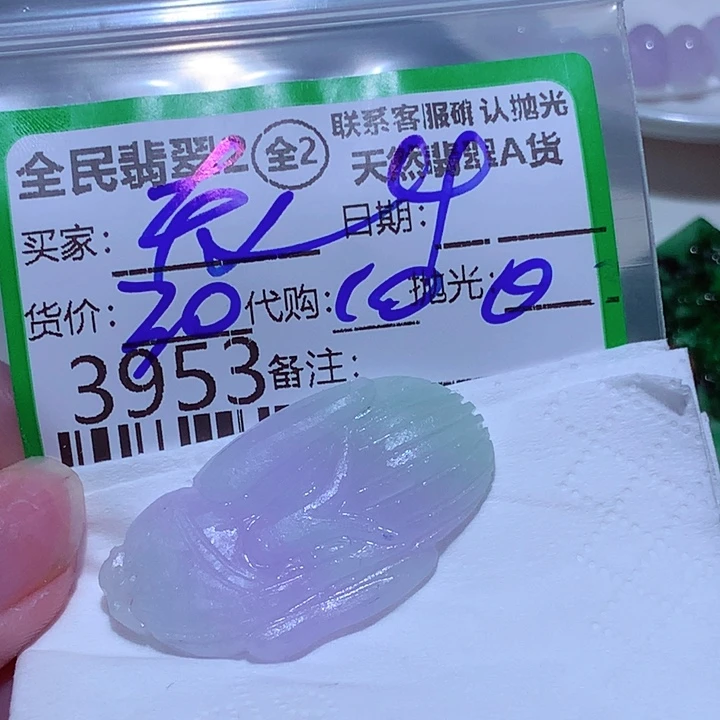 全民翡翠2 全2 联系客服确认抛光
天然翡翠A货
买家： 日期：
货价：30 代购：10 抛光：0
3953 备注：